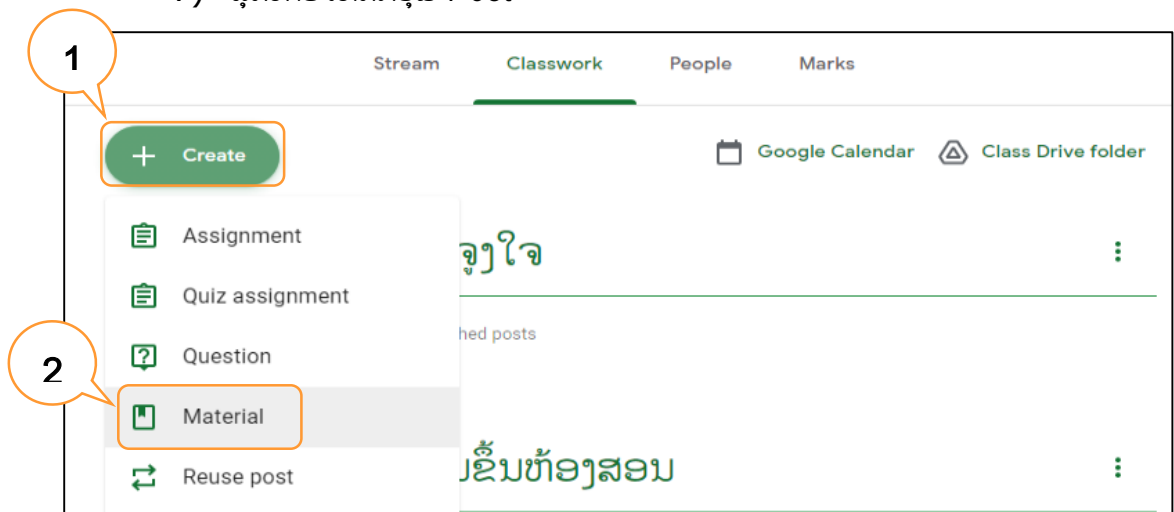 1
Stream Classwork People Marks
Create
Google Calendar Class Drive folder
Assignment
ຈູງໃຈ
Quiz assignment
hed posts
2
Question
Material
ຂຶ້ນຫ້ອງສອນ
Reuse post